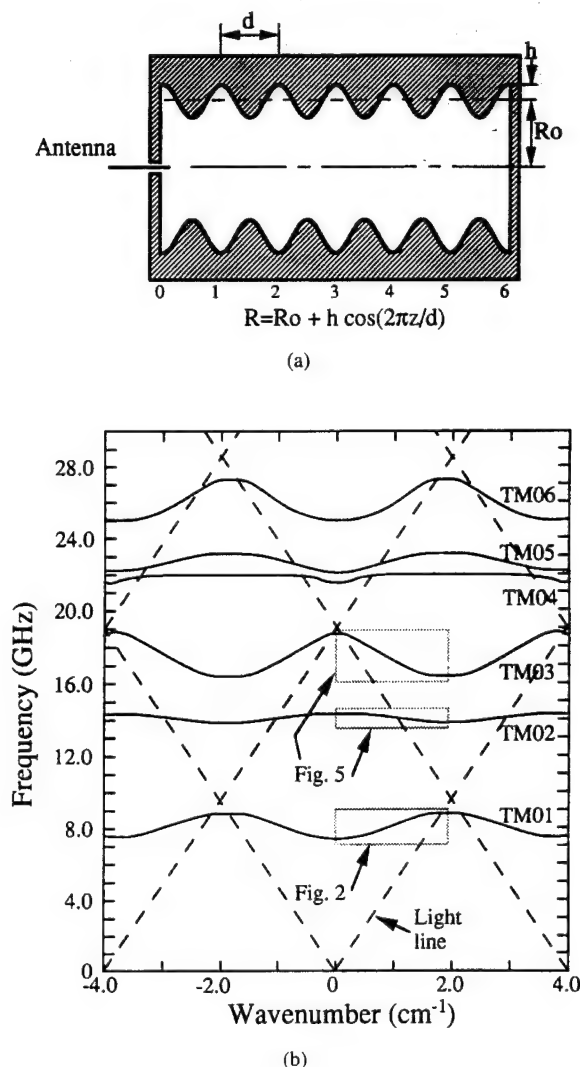 d
h
Ro
Antenna
0 1 2 3 4 5 6
R=Ro + h cos(2πz/d)
(a)
28.0
24.0
20.0
16.0
12.0
8.0
4.0
0
Frequency (GHz)
TM06
TM05
TM04
TM03
TM02
Fig. 5
TM01
Fig. 2
Light
line
-4.0 -2.0 0 2.0 4.0
Wavenumber (cm⁻¹)
(b)